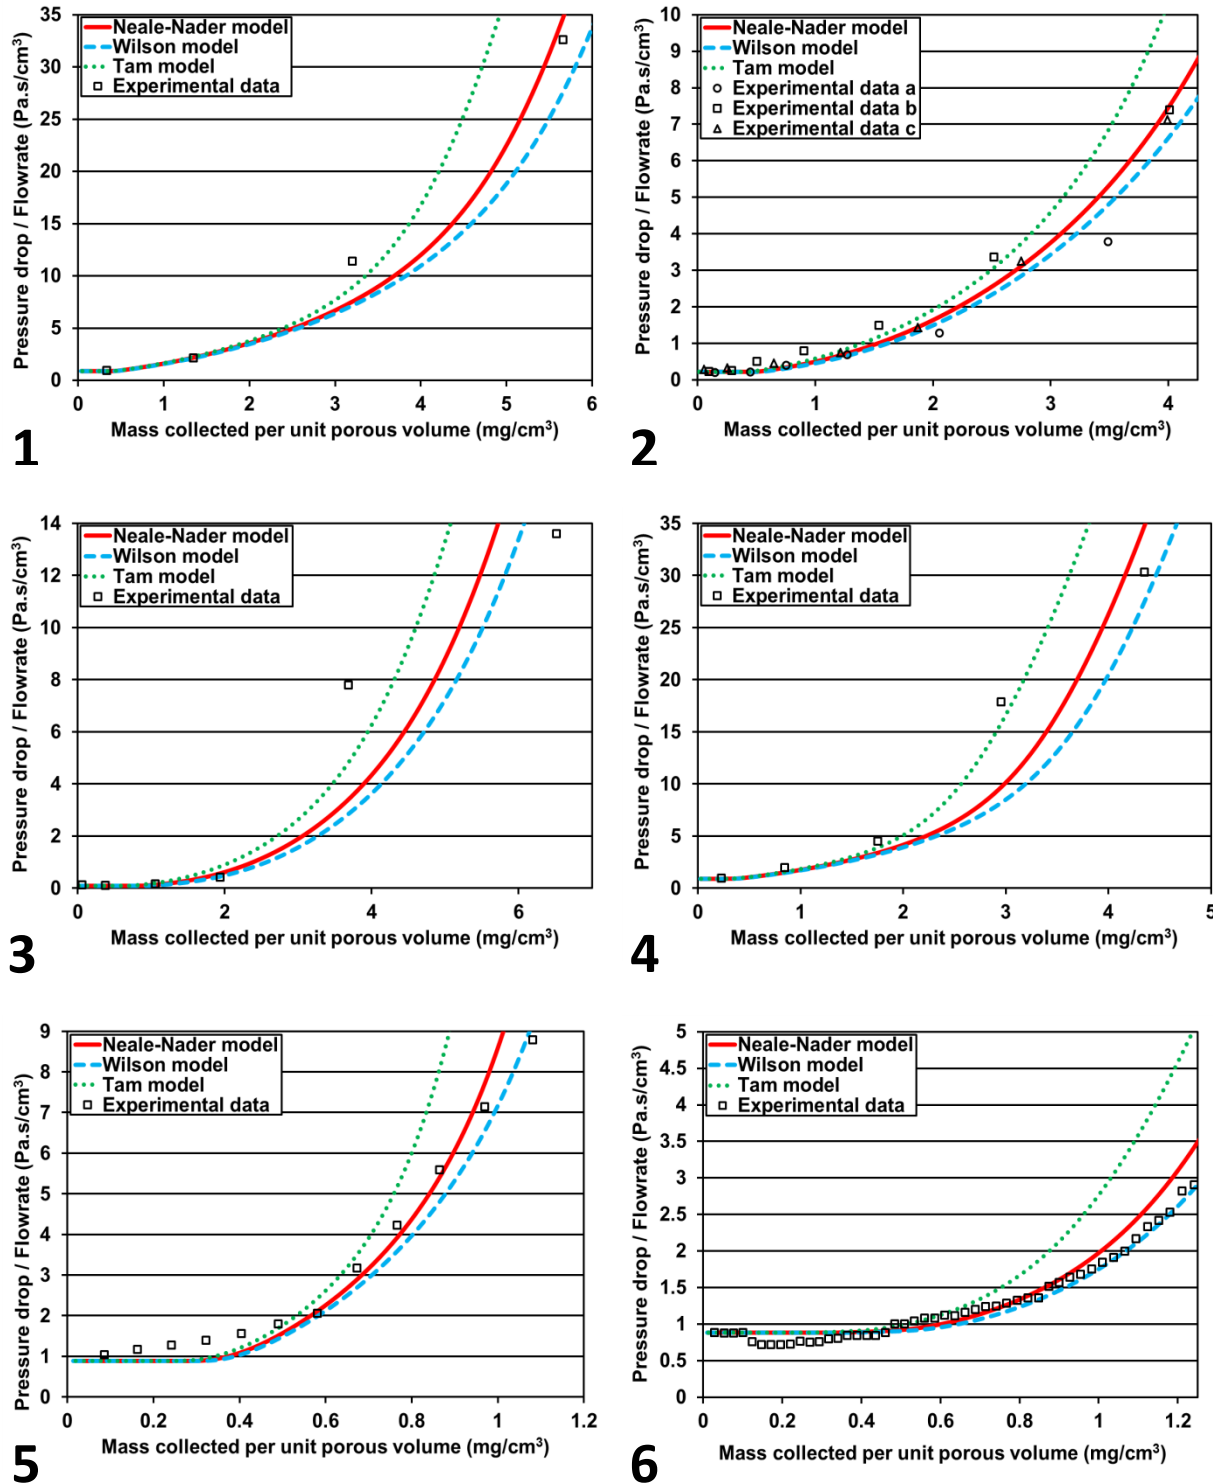 35
30
25
20
15
10
5
0
Pressure drop / Flowrate (Pa.s/cm³)
Neale-Nader model
Wilson model
Tam model
Experimental data
0 1 2 3 4 5 6
Mass collected per unit porous volume (mg/cm³)
1
10
9
8
7
6
5
4
3
2
1
0
Pressure drop / Flowrate (Pa.s/cm³)
Neale-Nader model
Wilson model
Tam model
Experimental data a
Experimental data b
Experimental data c
0 1 2 3 4
Mass collected per unit porous volume (mg/cm³)
2
14
12
10
8
6
4
2
0
Pressure drop / Flowrate (Pa.s/cm³)
Neale-Nader model
Wilson model
Tam model
Experimental data
0 2 4 6
Mass collected per unit porous volume (mg/cm³)
3
35
30
25
20
15
10
5
0
Pressure drop / Flowrate (Pa.s/cm³)
Neale-Nader model
Wilson model
Tam model
Experimental data
0 1 2 3 4 5
Mass collected per unit porous volume (mg/cm³)
4
9
8
7
6
5
4
3
2
1
0
Pressure drop / Flowrate (Pa.s/cm³)
Neale-Nader model
Wilson model
Tam model
Experimental data
0 0.2 0.4 0.6 0.8 1 1.2
Mass collected per unit porous volume (mg/cm³)
5
5
4.5
4
3.5
3
2.5
2
1.5
1
0.5
0
Pressure drop / Flowrate (Pa.s/cm³)
Neale-Nader model
Wilson model
Tam model
Experimental data
0 0.2 0.4 0.6 0.8 1 1.2
Mass collected per unit porous volume (mg/cm³)
6